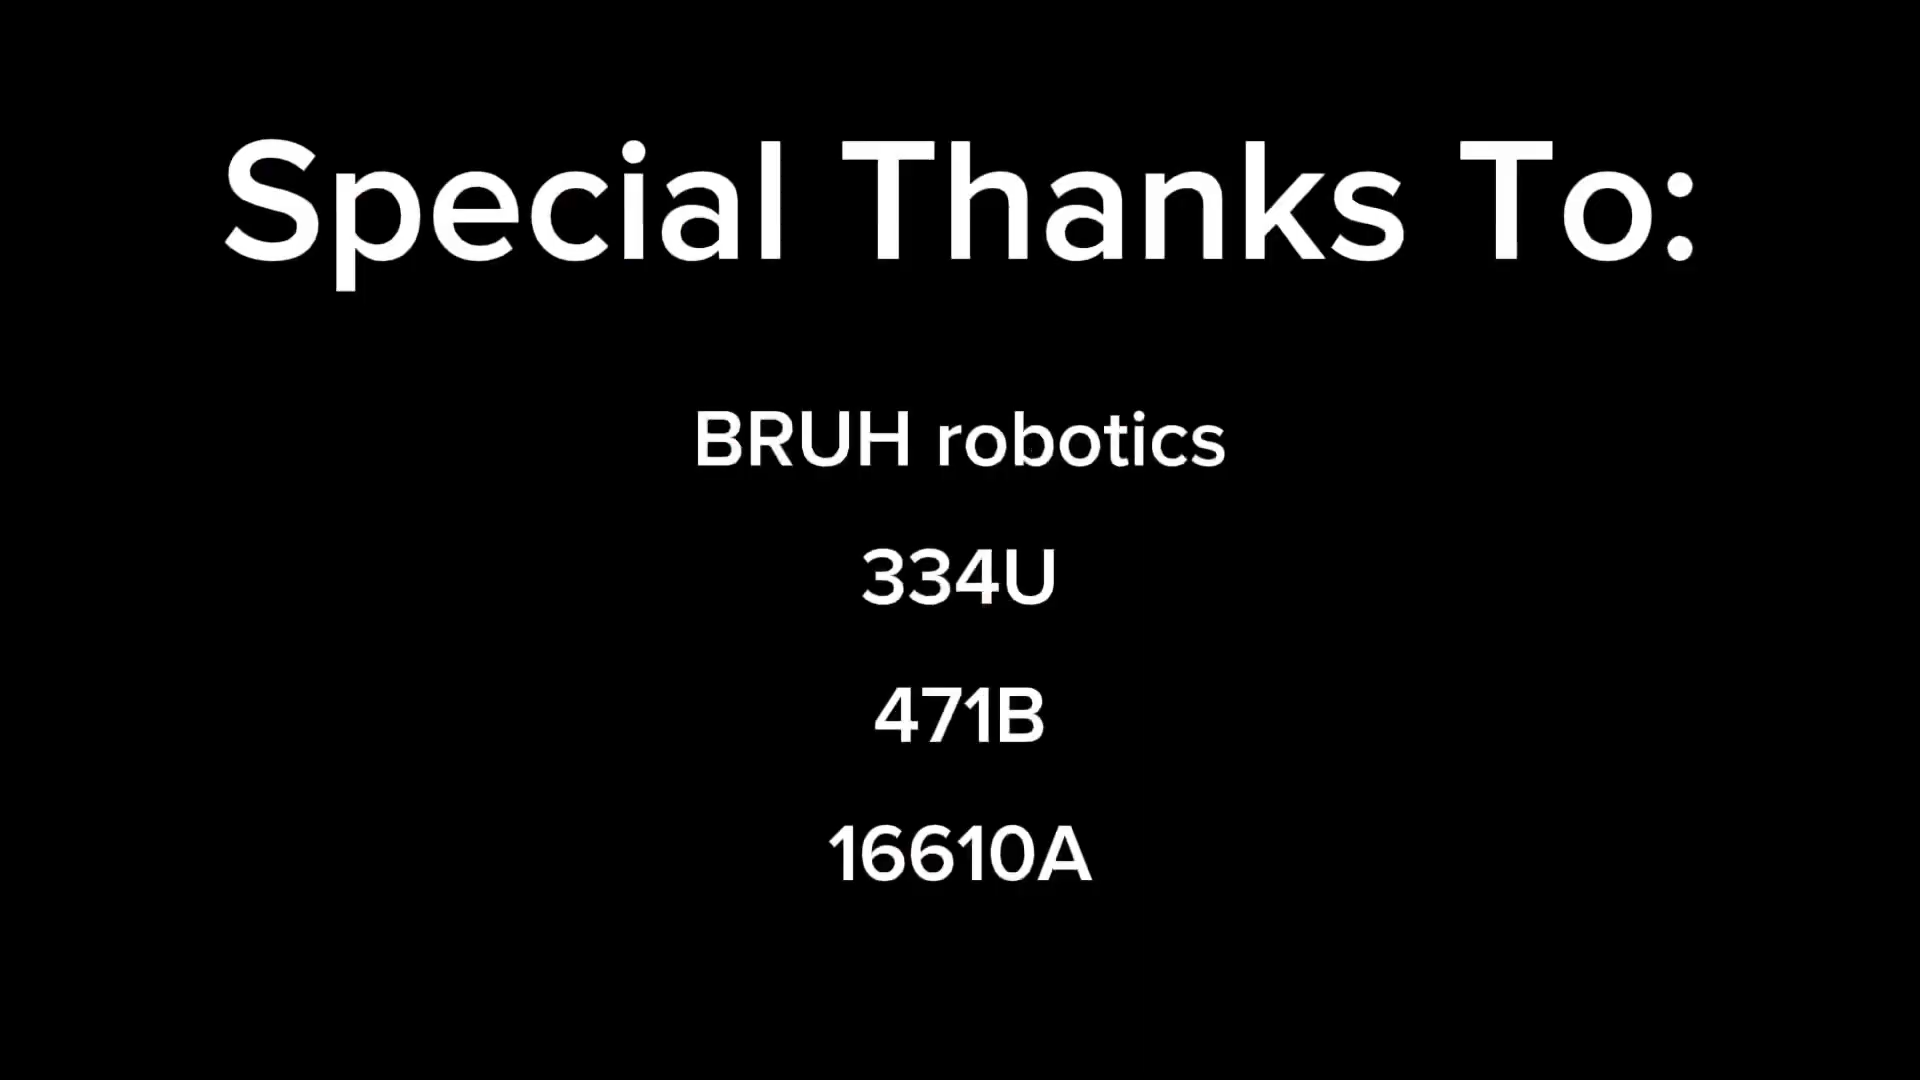 Special Thanks To:
BRUH robotics
334U
471B
16610A